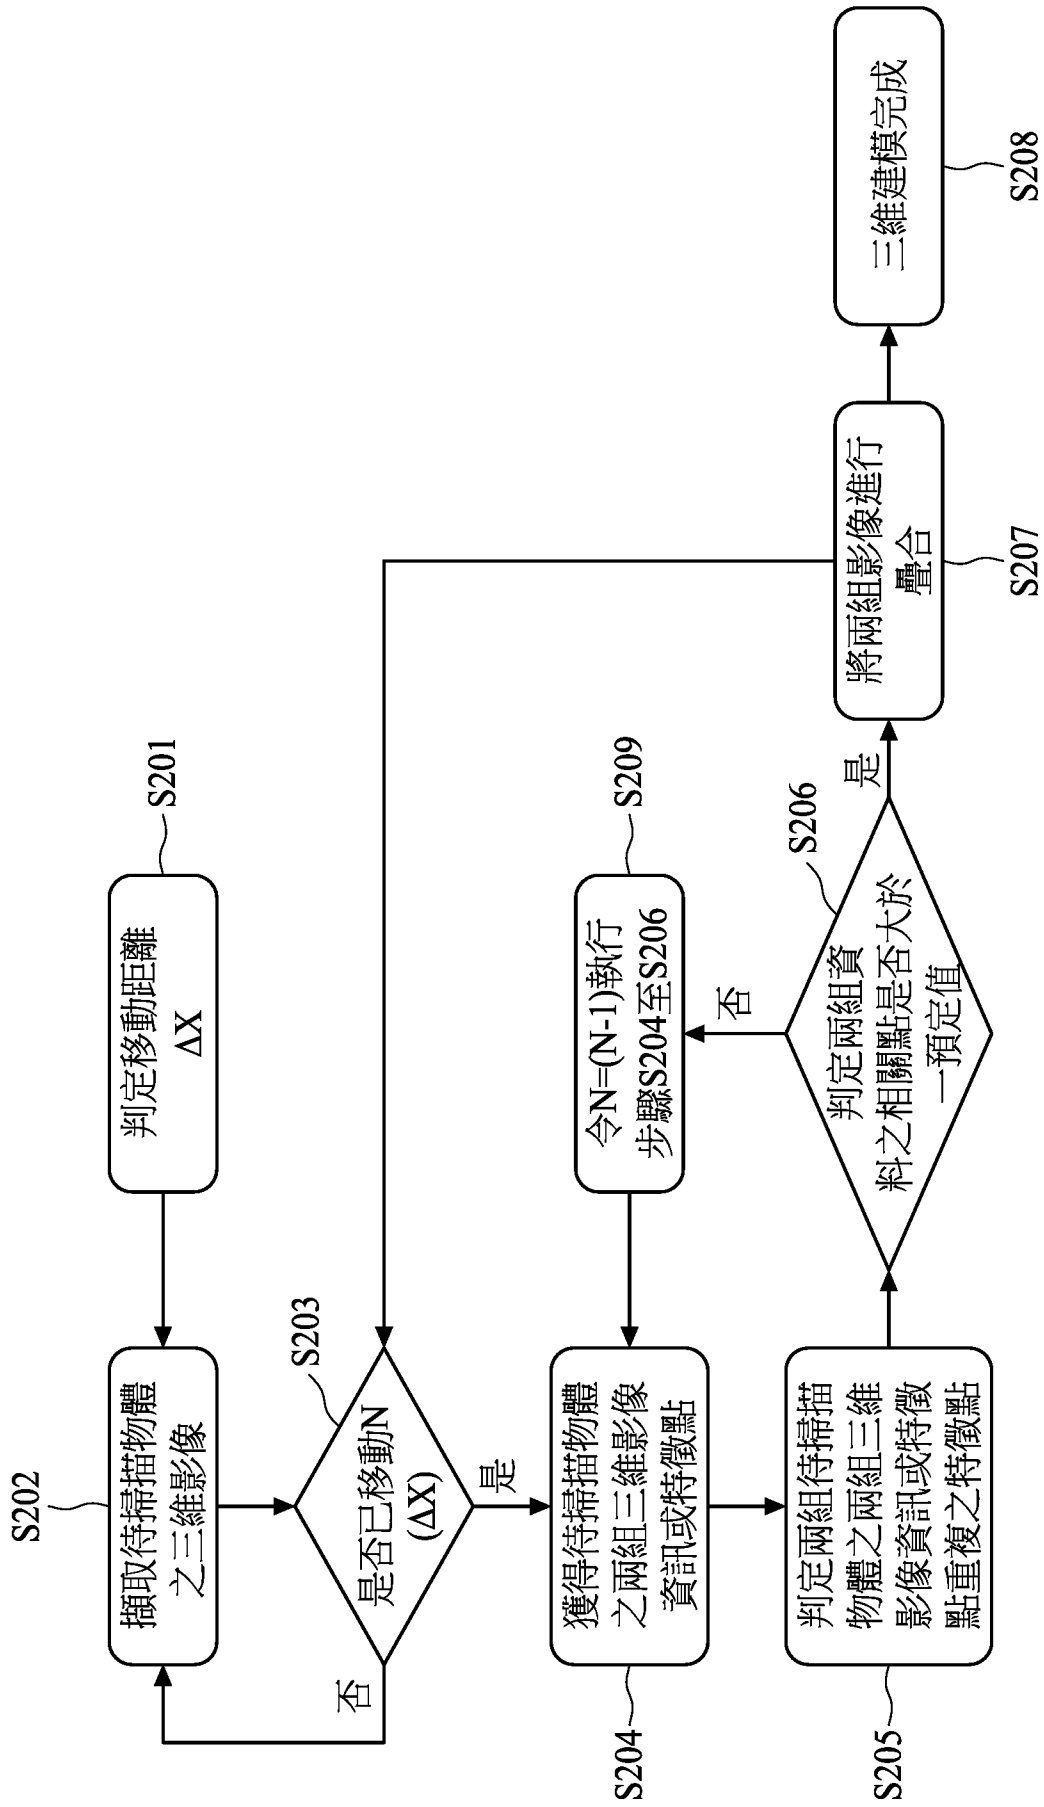 S201
判定移動距離
ΔX
S202
擷取待掃描物體
之三維影像
S203
是否已移動N
(ΔX)
否
是
S204
獲得待掃描物體
之兩組三維影像
資訊或特徵點
S205
判定兩組待掃描
物體之兩組三維
影像資訊或特徵
點重複之特徵點
S206
判定兩組資
料之相關點是否大於
一預定值
否
是
S209
令N=(N-1)執行
步驟S204至S206
S207
將兩組影像進行
疊合
S208
三維建模完成